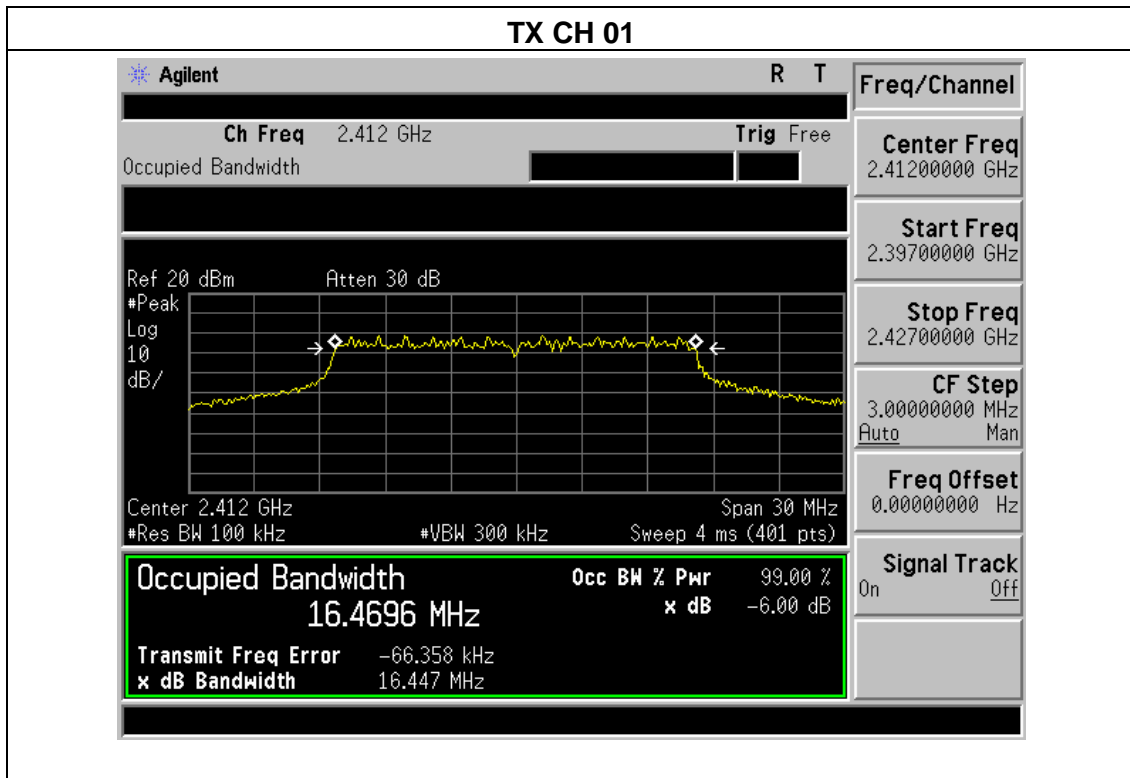 TX CH 01
Agilent R T
Freq/Channel
Ch Freq 2.412 GHz Trig Free
Occupied Bandwidth
Center Freq
2.41200000 GHz
Start Freq
2.39700000 GHz
Stop Freq
2.42700000 GHz
CF Step
3.00000000 MHz
Auto Man
Freq Offset
0.00000000 Hz
Signal Track
On Off
Ref 20 dBm Atten 30 dB
#Peak
Log
10
dB/
Center 2.412 GHz Span 30 MHz
#Res BW 100 kHz #VBW 300 kHz Sweep 4 ms (401 pts)
Occupied Bandwidth
16.4696 MHz
Occ BW % Pwr 99.00 %
x dB -6.00 dB
Transmit Freq Error -66.358 kHz
x dB Bandwidth 16.447 MHz